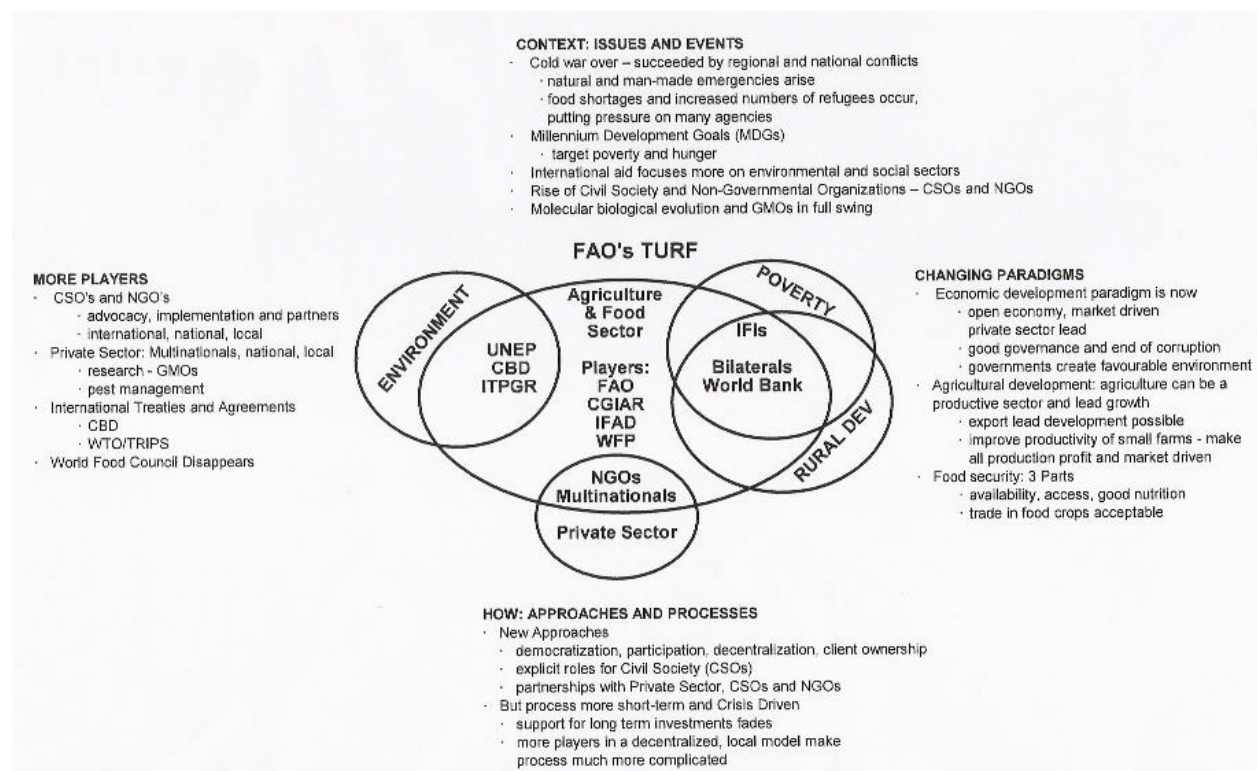 CONTEXT: ISSUES AND EVENTS
· Cold war over – succeeded by regional and national conflicts
· natural and man-made emergencies arise
· food shortages and increased numbers of refugees occur,
putting pressure on many agencies
· Millennium Development Goals (MDGs)
· target poverty and hunger
· International aid focuses more on environmental and social sectors
· Rise of Civil Society and Non-Governmental Organizations – CSOs and NGOs
· Molecular biological evolution and GMOs in full swing
MORE PLAYERS
· CSO's and NGO's
· advocacy, implementation and partners
· international, national, local
· Private Sector: Multinationals, national, local
· research - GMOs
· pest management
· International Treaties and Agreements
· CBD
· WTO/TRIPS
· World Food Council Disappears
FAO's TURF
ENVIRONMENT
UNEP
CBD
ITPGR
Agriculture
& Food
Sector
Players:
FAO
CGIAR
IFAD
WFP
POVERTY
IFIs
Bilaterals
World Bank
RURAL DEV
NGOs
Multinationals
Private Sector
CHANGING PARADIGMS
· Economic development paradigm is now
· open economy, market driven
private sector lead
· good governance and end of corruption
· governments create favourable environment
· Agricultural development: agriculture can be a
productive sector and lead growth
· export lead development possible
· improve productivity of small farms - make
all production profit and market driven
· Food security: 3 Parts
· availability, access, good nutrition
· trade in food crops acceptable
HOW: APPROACHES AND PROCESSES
· New Approaches
· democratization, participation, decentralization, client ownership
· explicit roles for Civil Society (CSOs)
· partnerships with Private Sector, CSOs and NGOs
· But process more short-term and Crisis Driven
· support for long term investments fades
· more players in a decentralized, local model make
process much more complicated